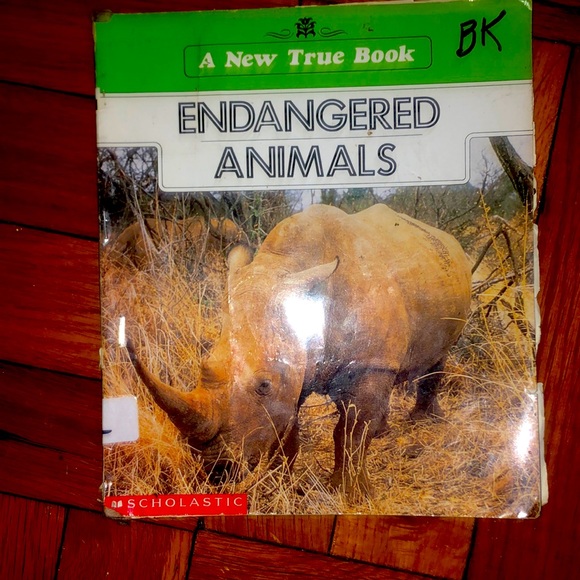 BK
A New True Book
ENDANGERED
ANIMALS
SCHOLASTIC